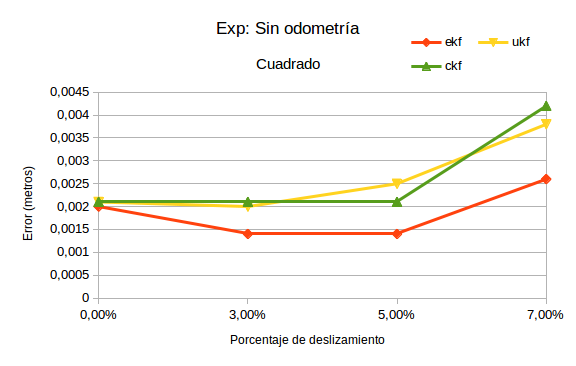 Exp: Sin odometría
Cuadrado
ekf
ukf
ckf
0,0045
0,004
0,0035
0,003
0,0025
0,002
0,0015
0,001
0,0005
0
Error (metros)
0,00%
3,00%
5,00%
7,00%
Porcentaje de deslizamiento